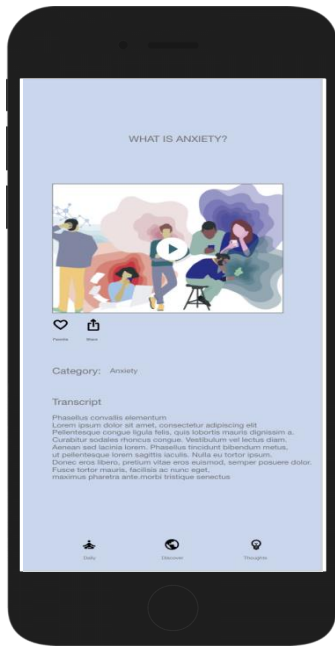 WHAT IS ANXIETY?
Favorite Share
Category: Anxiety
Transcript
Phasellus convallis elementum
Lorem ipsum dolor sit amet, consectetur adipiscing elit
Pellentesque congue ligula felis, quis lobortis mauris dignissim a.
Curabitur sodales rhoncus congue. Vestibulum vel lectus diam.
Aenean sed lacinia lorem. Phasellus tincidunt bibendum metus,
ut pellentesque lorem sagittis iaculis. Nulla eu tortor ipsum.
Donec eros libero, pretium vitae eros euismod, semper posuere dolor.
Fusce tortor mauris, facilisis ac nunc eget,
maximus pharetra ante.morbi tristique senectus
Daily Discover Thoughts